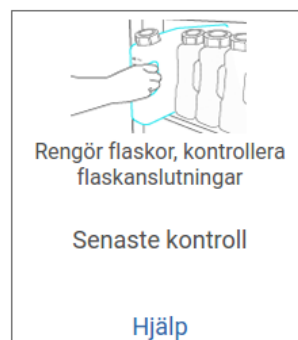 Rengör flaskor, kontrollera
flaskanslutningar
Senaste kontroll
Hjälp